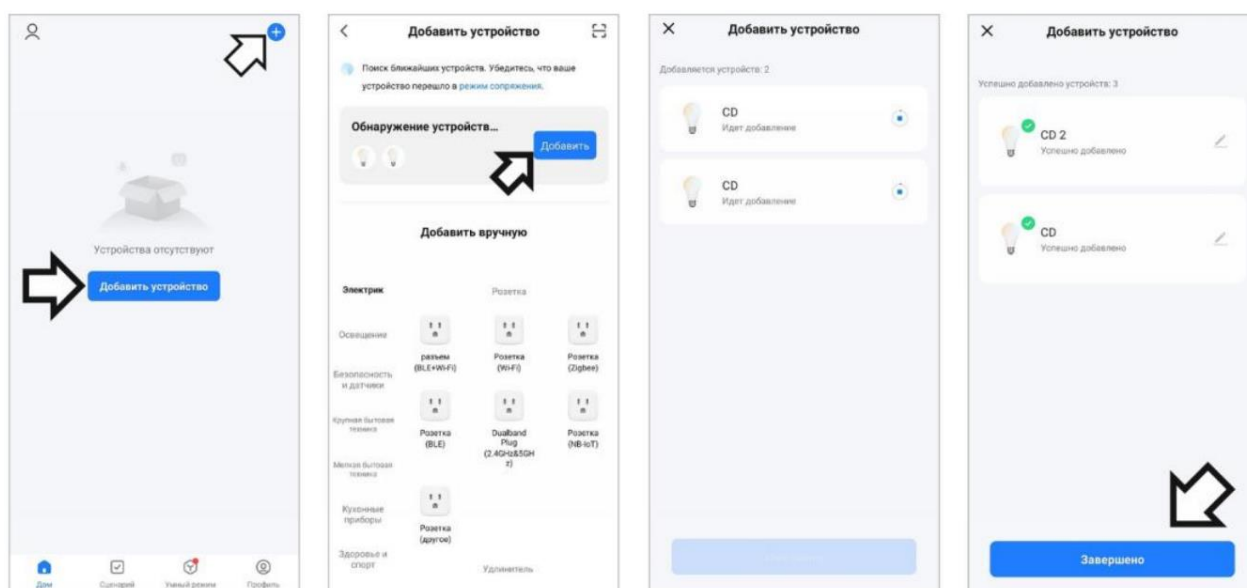 Устройства отсутствуют
Добавить устройство
Дом
Сценарий
Умный режим
Профиль
Добавить устройство
Поиск ближайших устройств. Убедитесь, что ваше
устройство перешло в режим сопряжения.
Обнаружение устройств...
Добавить
Добавить вручную
Электрик
Розетка
Освещение
разъем
(BLE+Wi-Fi)
Розетка
(Wi-Fi)
Розетка
(Zigbee)
Безопасность
и датчики
Крупная бытовая
техника
Розетка
(BLE)
Dualband
Plug
(2.4GHz&5GH
z)
Розетка
(NB-IoT)
Мелкая бытовая
техника
Кухонные
приборы
Розетка
(другое)
Здоровье и
спорт
Удлинитель
Добавить устройство
Добавляется устройств: 2
CD
Идет добавление
CD
Идет добавление
Добавить устройство
Успешно добавлено устройств: 3
CD 2
Успешно добавлено
CD
Успешно добавлено
Завершено